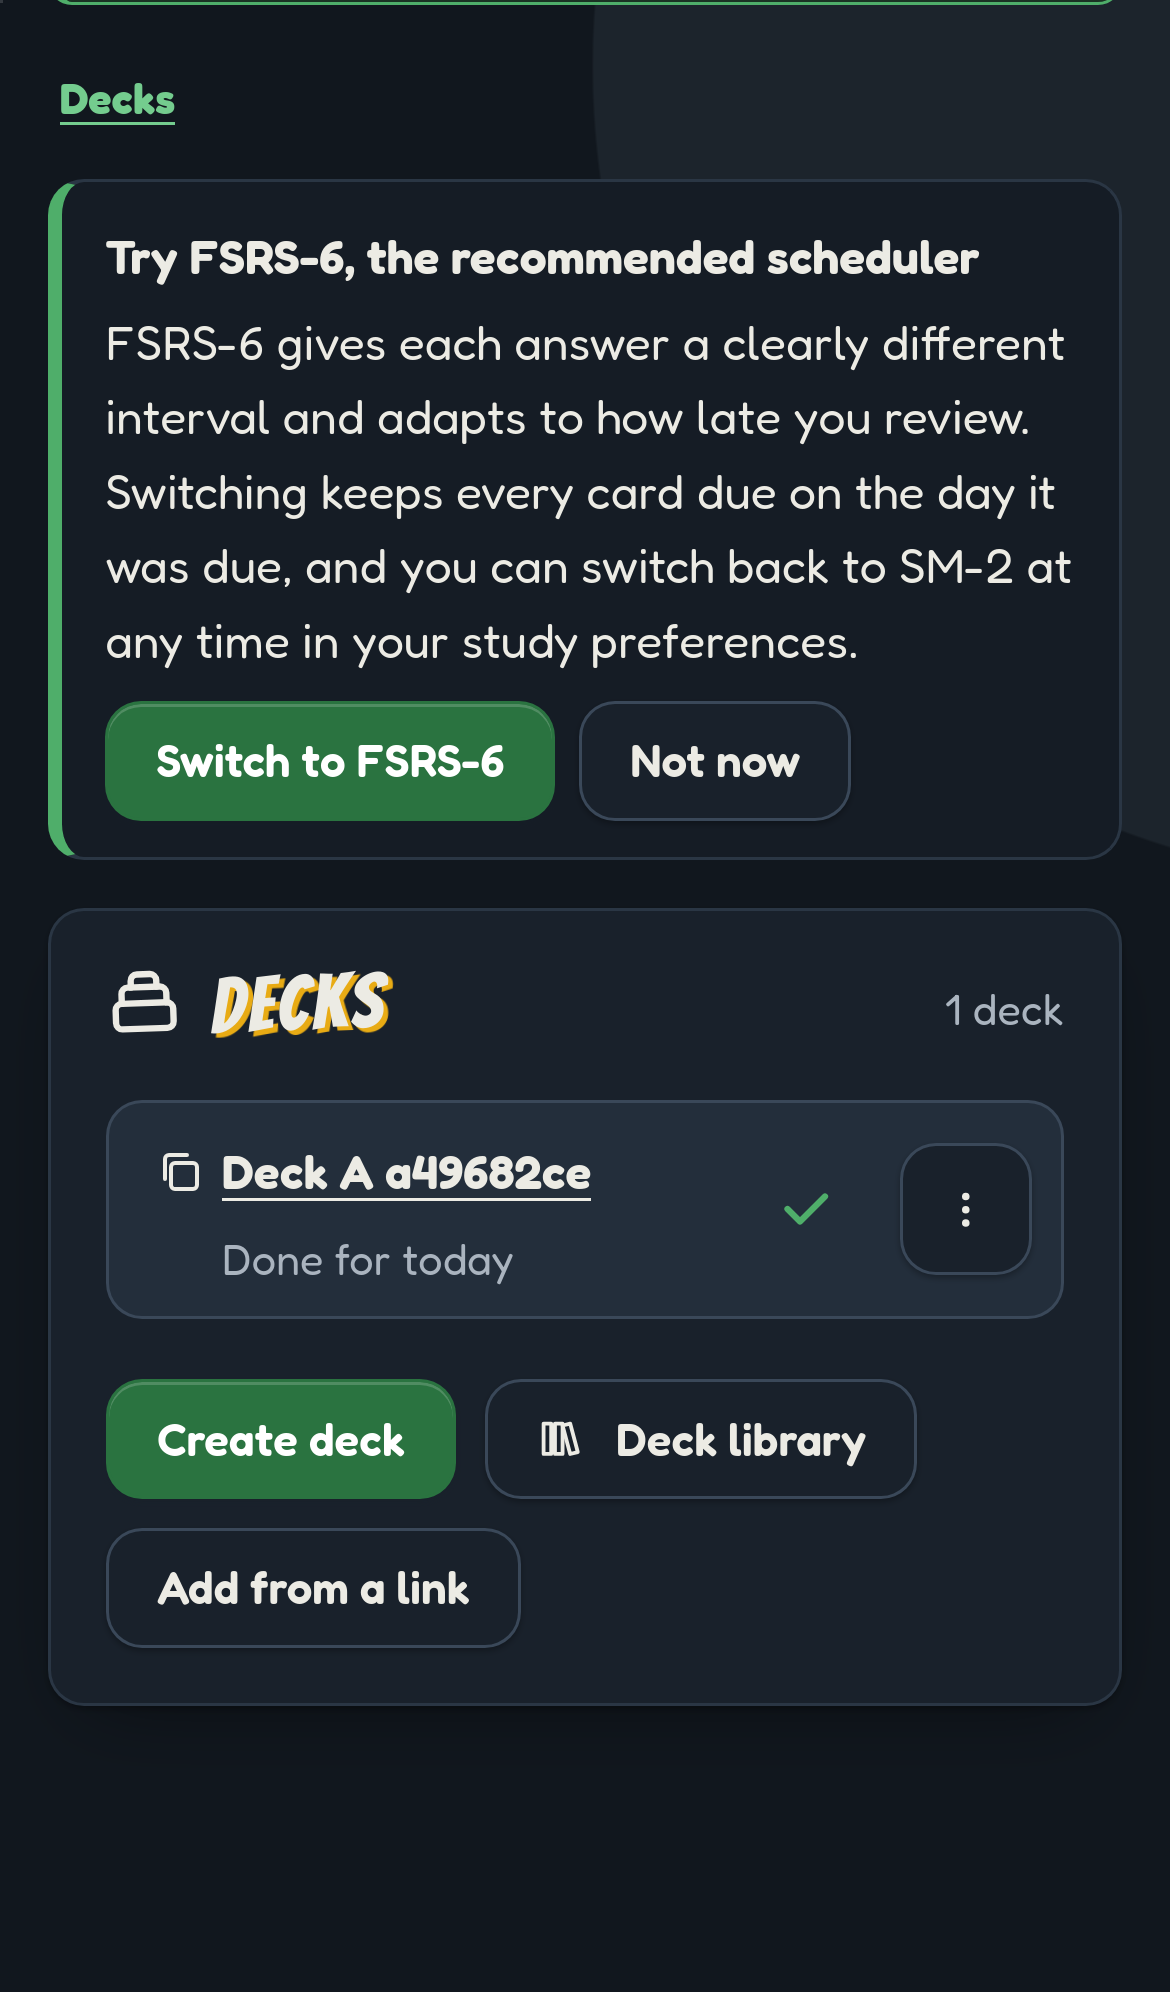 Decks
Try FSRS-6, the recommended scheduler
FSRS-6 gives each answer a clearly different
interval and adapts to how late you review.
Switching keeps every card due on the day it
was due, and you can switch back to SM-2 at
any time in your study preferences.
Switch to FSRS-6
Not now
DECKS
1 deck
Deck A a49682ce
Done for today
Create deck
Deck library
Add from a link